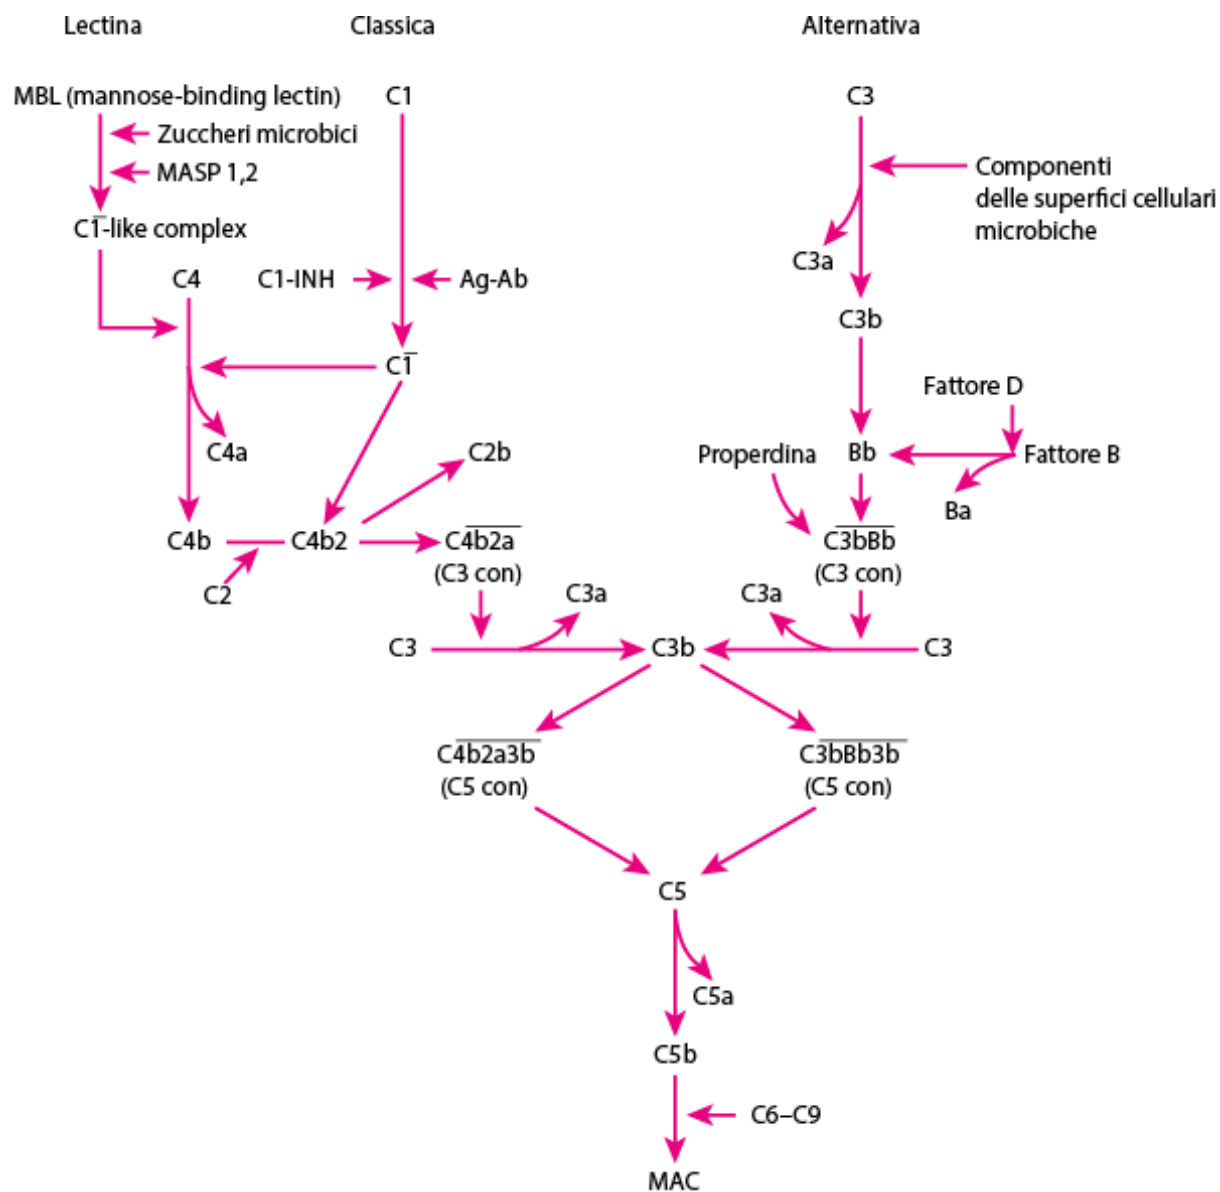 Lectina
Classica
Alternativa
MBL (mannose-binding lectin)
C1
C3
Zuccheri microbici
MASP 1,2
Componenti
delle superfici cellulari
microbiche
C1̅-like complex
C3a
C4
C1-INH
Ag-Ab
C3b
C1̅
Fattore D
C4a
C2b
Properdina
Bb
Fattore B
Ba
C4b
C4b2
C4b2a
(C3 con)
C3bBb
(C3 con)
C2
C3a
C3a
C3
C3b
C3
C4b2a3b
(C5 con)
C3bBb3b
(C5 con)
C5
C5a
C5b
C6–C9
MAC